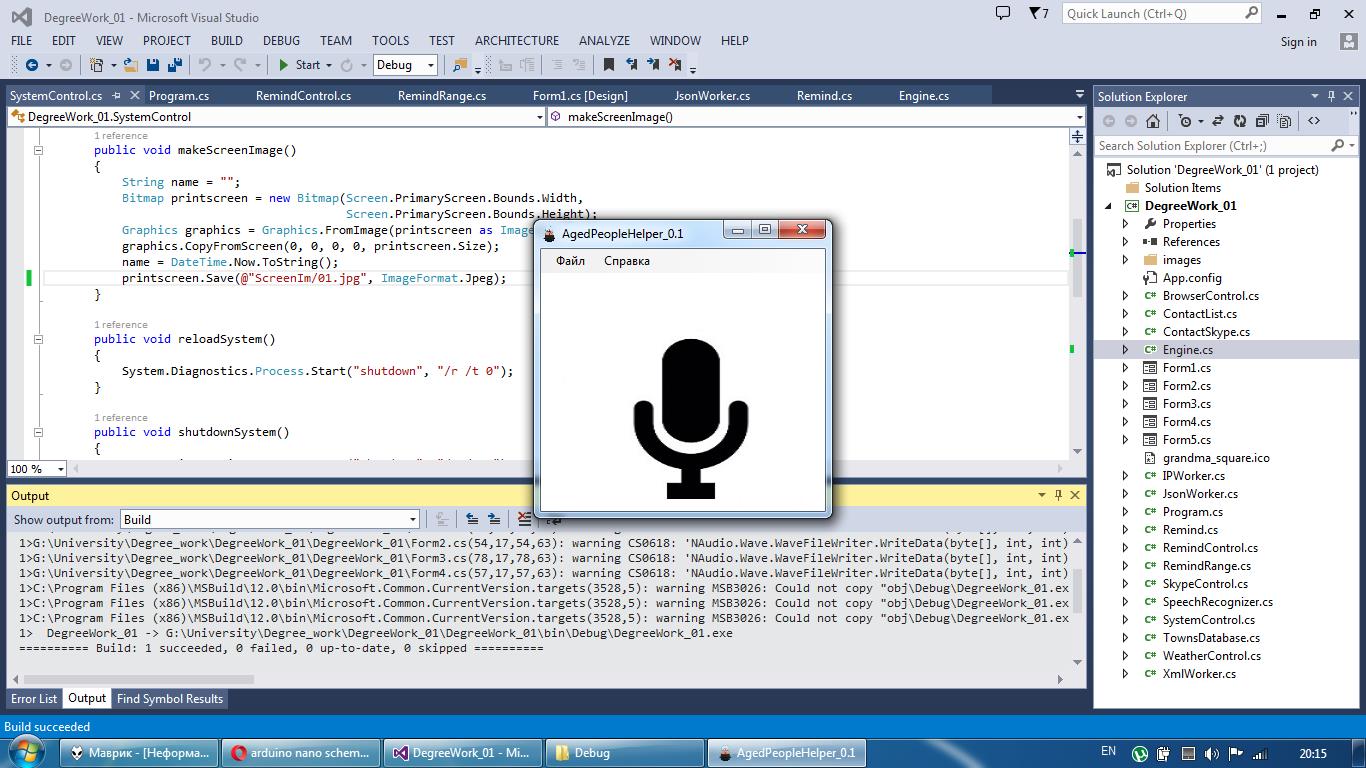 DegreeWork_01 - Microsoft Visual Studio
7
Quick Launch (Ctrl+Q)
FILE EDIT VIEW PROJECT BUILD DEBUG TEAM TOOLS TEST ARCHITECTURE ANALYZE WINDOW HELP
Sign in
Start Debug
SystemControl.cs Program.cs RemindControl.cs RemindRange.cs Form1.cs [Design] JsonWorker.cs Remind.cs Engine.cs
DegreeWork_01.SystemControl makeScreenImage()
1 reference
public void makeScreenImage()
{
String name = "";
Bitmap printscreen = new Bitmap(Screen.PrimaryScreen.Bounds.Width,
Screen.PrimaryScreen.Bounds.Height);
Graphics graphics = Graphics.FromImage(printscreen as Imag
graphics.CopyFromScreen(0, 0, 0, 0, printscreen.Size);
name = DateTime.Now.ToString();
printscreen.Save(@"ScreenIm/01.jpg", ImageFormat.Jpeg);
}
1 reference
public void reloadSystem()
{
System.Diagnostics.Process.Start("shutdown", "/r /t 0");
}
1 reference
public void shutdownSystem()
{
100 %
AgedPeopleHelper_0.1
Файл Справка
Output
Show output from: Build
1>G:\University\Degree_work\DegreeWork_01\DegreeWork_01\Form2.cs(54,17,54,63): warning CS0618: 'NAudio.Wave.WaveFileWriter.WriteData(byte[], int, int)
1>G:\University\Degree_work\DegreeWork_01\DegreeWork_01\Form3.cs(78,17,78,63): warning CS0618: 'NAudio.Wave.WaveFileWriter.WriteData(byte[], int, int)
1>G:\University\Degree_work\DegreeWork_01\DegreeWork_01\Form4.cs(57,17,57,63): warning CS0618: 'NAudio.Wave.WaveFileWriter.WriteData(byte[], int, int)
1>C:\Program Files (x86)\MSBuild\12.0\bin\Microsoft.Common.CurrentVersion.targets(3528,5): warning MSB3026: Could not copy "obj\Debug\DegreeWork_01.ex
1>C:\Program Files (x86)\MSBuild\12.0\bin\Microsoft.Common.CurrentVersion.targets(3528,5): warning MSB3026: Could not copy "obj\Debug\DegreeWork_01.ex
1>C:\Program Files (x86)\MSBuild\12.0\bin\Microsoft.Common.CurrentVersion.targets(3528,5): warning MSB3026: Could not copy "obj\Debug\DegreeWork_01.ex
1> DegreeWork_01 -> G:\University\Degree_work\DegreeWork_01\DegreeWork_01\bin\Debug\DegreeWork_01.exe
========== Build: 1 succeeded, 0 failed, 0 up-to-date, 0 skipped ==========
Error List Output Find Symbol Results
Solution Explorer
Search Solution Explorer (Ctrl+;)
Solution 'DegreeWork_01' (1 project)
Solution Items
DegreeWork_01
Properties
References
images
App.config
BrowserControl.cs
ContactList.cs
ContactSkype.cs
Engine.cs
Form1.cs
Form2.cs
Form3.cs
Form4.cs
Form5.cs
grandma_square.ico
IPWorker.cs
JsonWorker.cs
Program.cs
Remind.cs
RemindControl.cs
RemindRange.cs
SkypeControl.cs
SpeechRecognizer.cs
SystemControl.cs
TownsDatabase.cs
WeatherControl.cs
XmlWorker.cs
Build succeeded
Маврик - [Неформа... arduino nano schem... DegreeWork_01 - Mi... Debug AgedPeopleHelper_0.1 EN 20:15